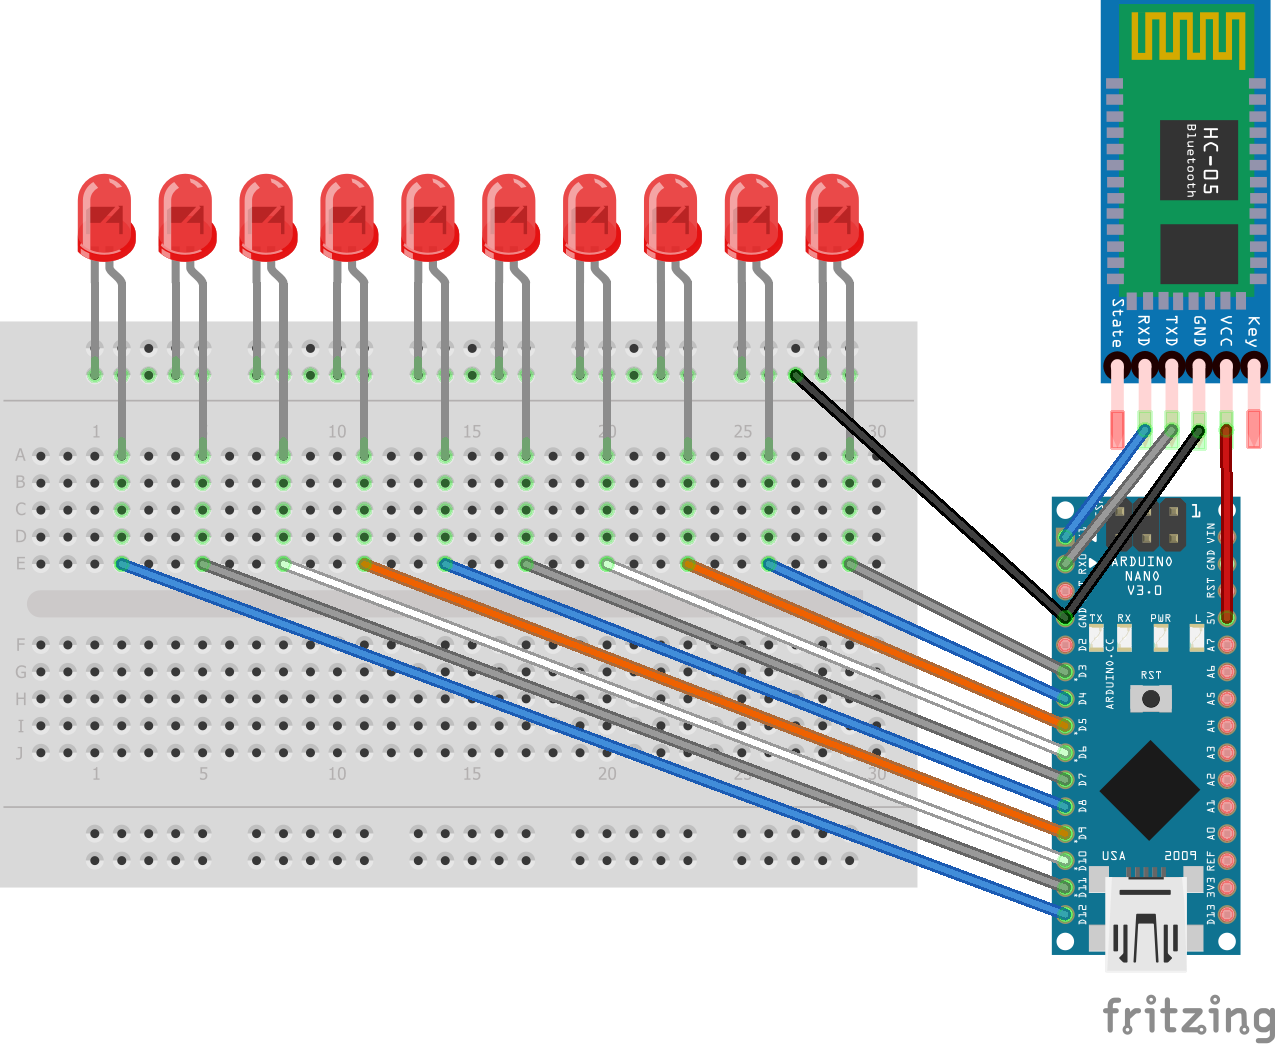 HC-05
Bluetooth
State
RXD
TXD
GND
VCC
Key
1
10
15
20
25
30
A
B
C
D
E
F
G
H
I
J
1
5
10
15
20
25
30
1
ARDUINO
NANO
V3.0
TX
RX
PWR
L
RST
ARDUINO.CC
USA
2009
RX0
GND
D2
D3
D4
D5
D6
D7
D8
D9
D10
D11
D12
VIN
GND
RST
5V
A7
A6
A5
A4
A3
A2
A1
A0
REF
3V3
D13
fritzing